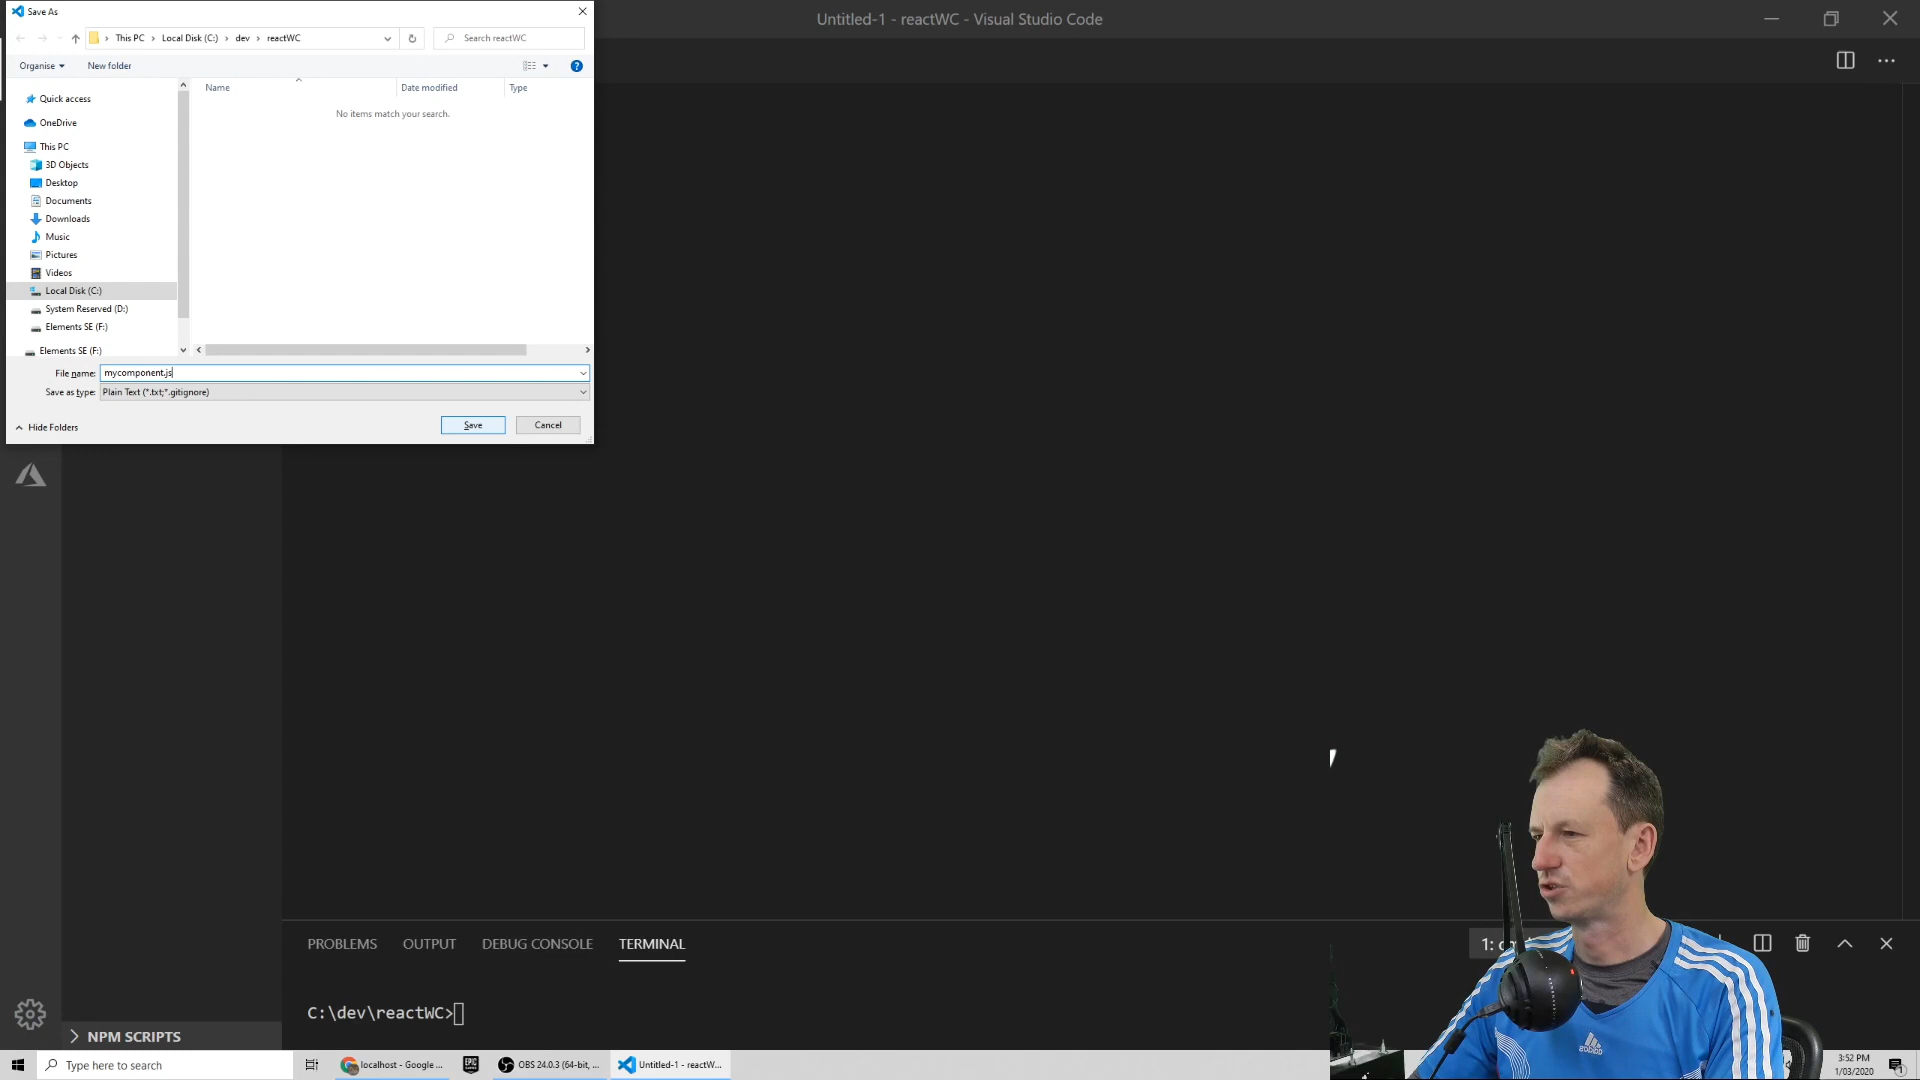 Save As
Untitled-1 - reactWC - Visual Studio Code
This PC > Local Disk (C:) > dev > reactWC
Search reactWC
Organise
New folder
Name
Date modified
Type
No items match your search.
Quick access
OneDrive
This PC
3D Objects
Desktop
Documents
Downloads
Music
Pictures
Videos
Local Disk (C:)
System Reserved (D:)
Elements SE (F:)
Elements SE (F:)
File name: mycomponent.js
Save as type: Plain Text (*.txt;*.gitignore)
Hide Folders
Save
Cancel
PROBLEMS
OUTPUT
DEBUG CONSOLE
TERMINAL
C:\dev\reactWC>
NPM SCRIPTS
Type here to search
localhost - Google ...
EPIC
OBS 24.0.3 (64-bit, ...
Untitled-1 - reactW...
3:52 PM
1/03/2020
adidas